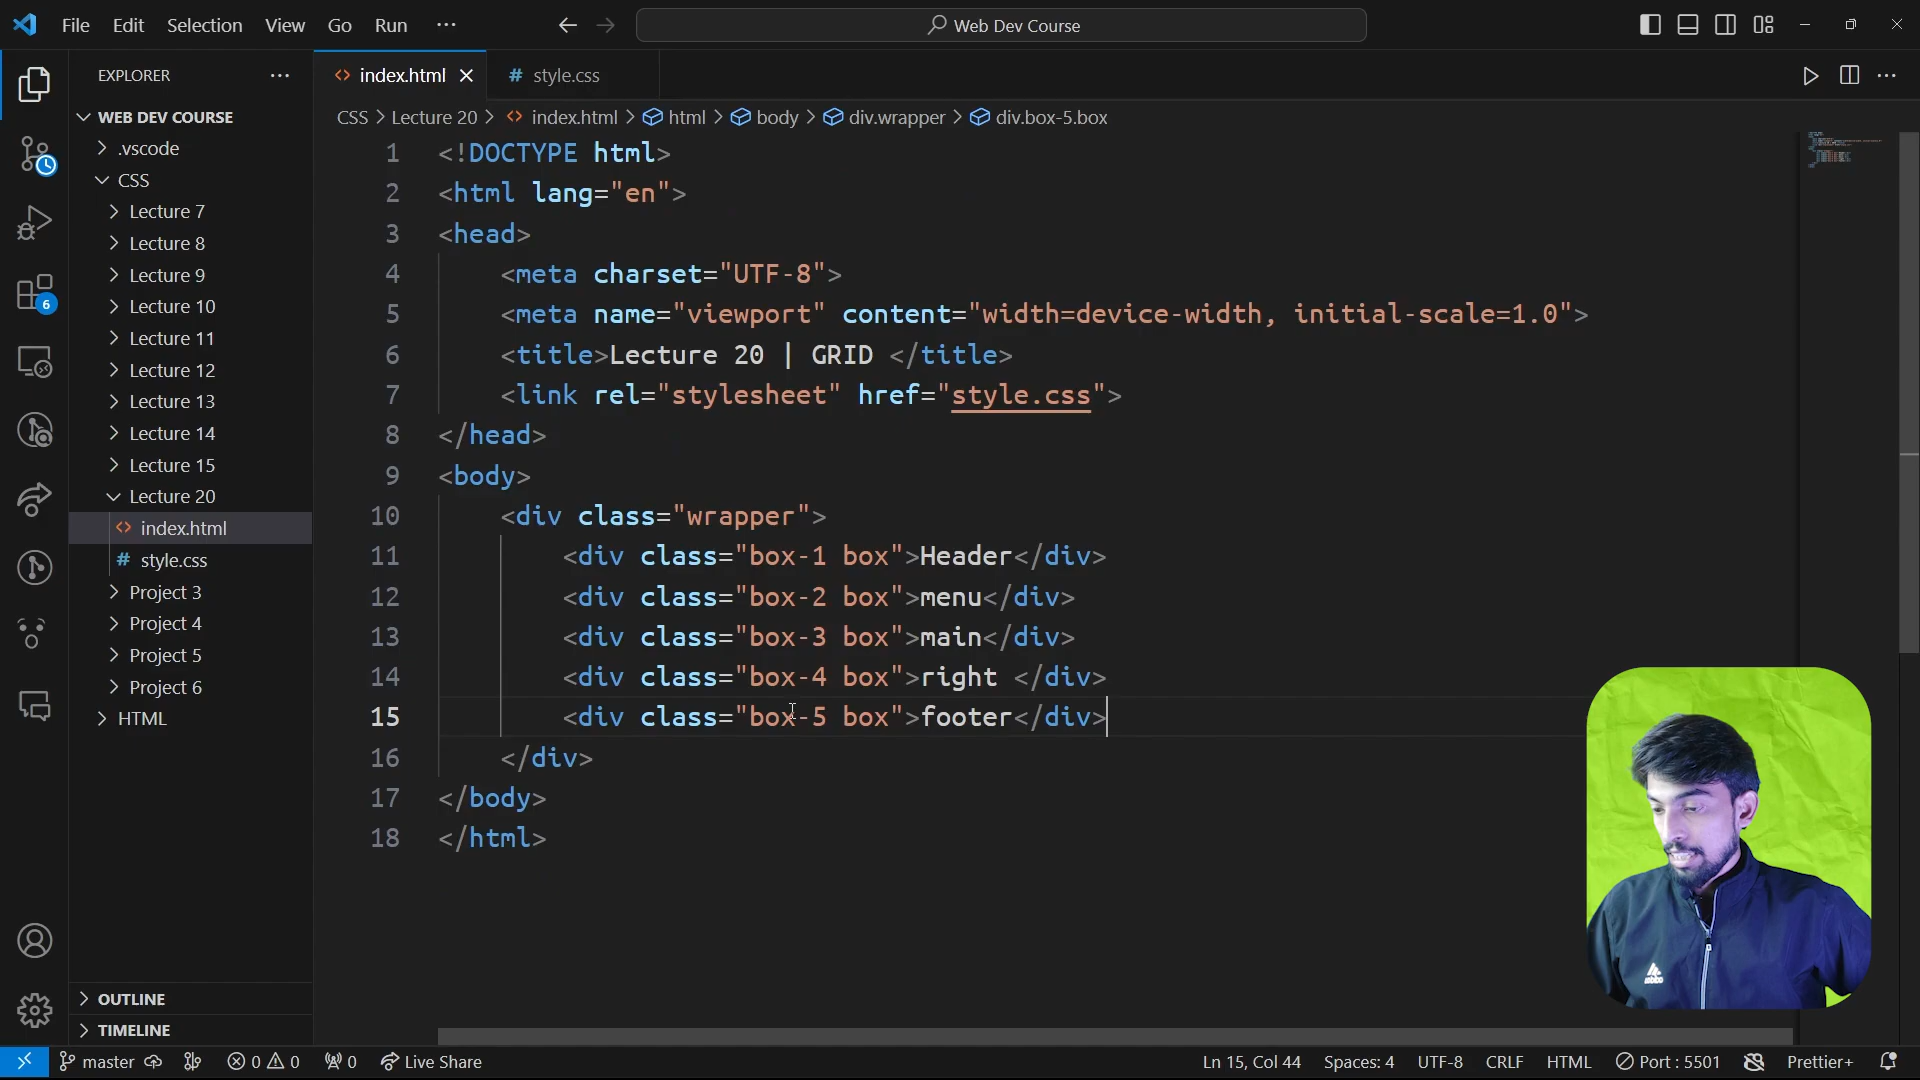 File Edit Selection View Go Run ··· Web Dev Course
EXPLORER ···
index.html
# style.css
CSS > Lecture 20 > <> index.html > html > body > div.wrapper > div.box-5.box
WEB DEV COURSE
.vscode
CSS
Lecture 7
Lecture 8
Lecture 9
Lecture 10
Lecture 11
Lecture 12
Lecture 13
Lecture 14
Lecture 15
Lecture 20
<> index.html
# style.css
Project 3
Project 4
Project 5
Project 6
HTML
OUTLINE
TIMELINE
6
1 <!DOCTYPE html>
2 <html lang="en">
3 <head>
4 <meta charset="UTF-8">
5 <meta name="viewport" content="width=device-width, initial-scale=1.0">
6 <title>Lecture 20 | GRID </title>
7 <link rel="stylesheet" href="style.css">
8 </head>
9 <body>
10 <div class="wrapper">
11 <div class="box-1 box">Header</div>
12 <div class="box-2 box">menu</div>
13 <div class="box-3 box">main</div>
14 <div class="box-4 box">right </div>
15 <div class="box-5 box">footer</div>
16 </div>
17 </body>
18 </html>
master 0 0 0 Live Share Ln 15, Col 44 Spaces: 4 UTF-8 CRLF HTML Port : 5501 Prettier+